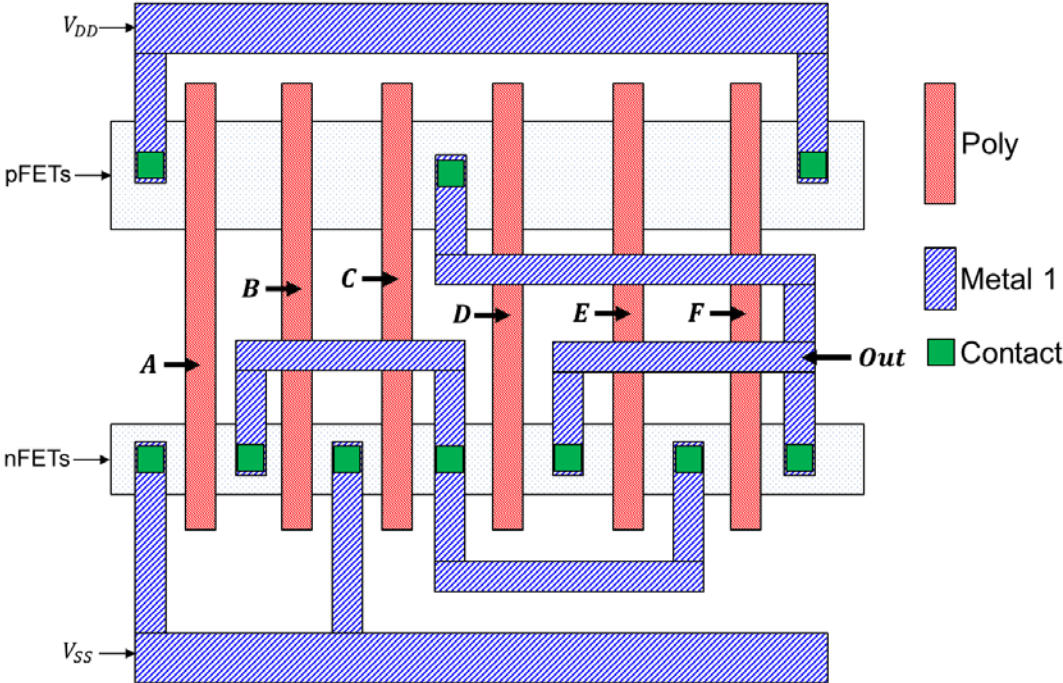 V_DD
pFETs
Poly
B
C
D
E
F
Metal 1
A
Out
Contact
nFETs
V_SS